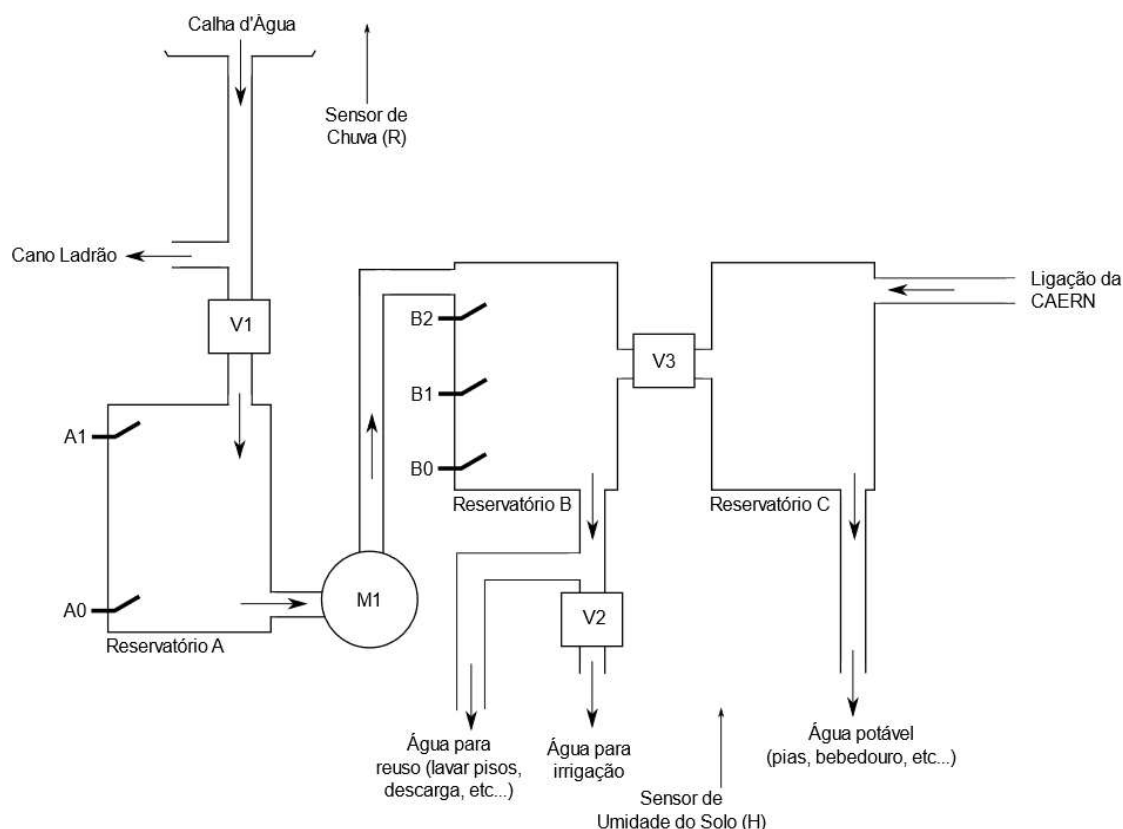 Calha d'Àgua
Sensor de
Chuva (R)
Cano Ladrão
V1
A1
A0
Reservatório A
M1
B2
B1
B0
Reservatório B
V3
Ligação da
CAERN
Reservatório C
V2
Água para
reuso (lavar pisos,
descarga, etc...)
Água para
irrigação
Sensor de
Umidade do Solo (H)
Água potável
(pias, bebedouro, etc...)